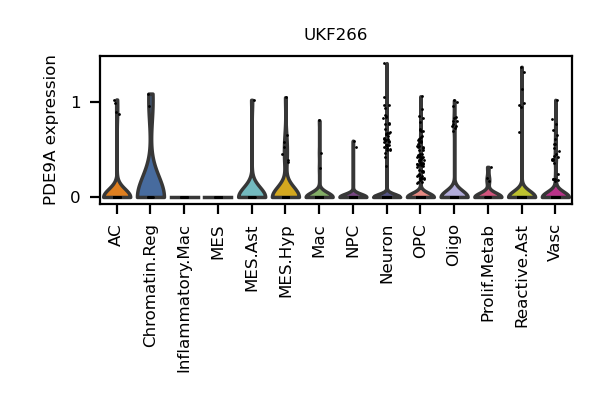 UKF266
PDE9A expression
1
0
AC
Chromatin.Reg
Inflammatory.Mac
MES
MES.Ast
MES.Hyp
Mac
NPC
Neuron
OPC
Oligo
Prolif.Metab
Reactive.Ast
Vasc